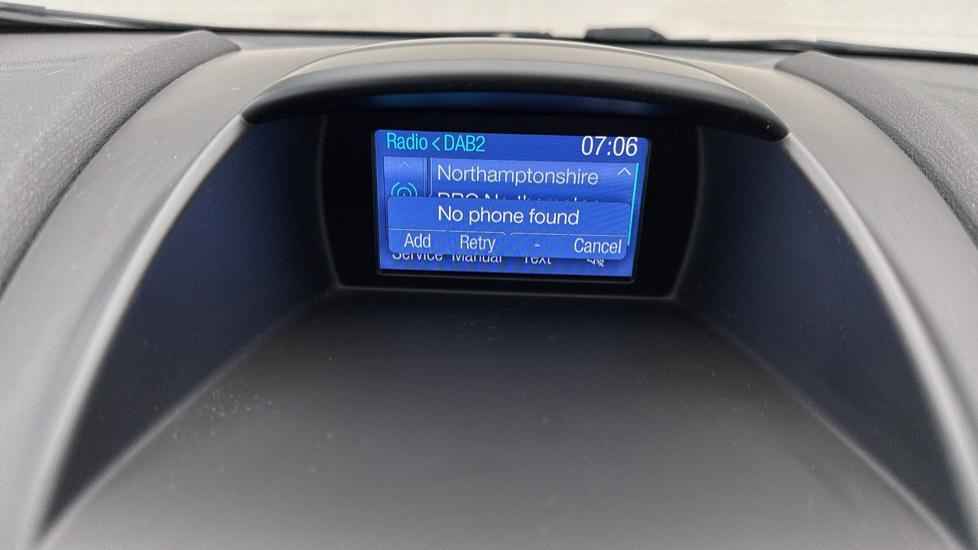 Radio < DAB2 07:06
Northamptonshire
No phone found
Add Retry - Cancel
Service Manual Text